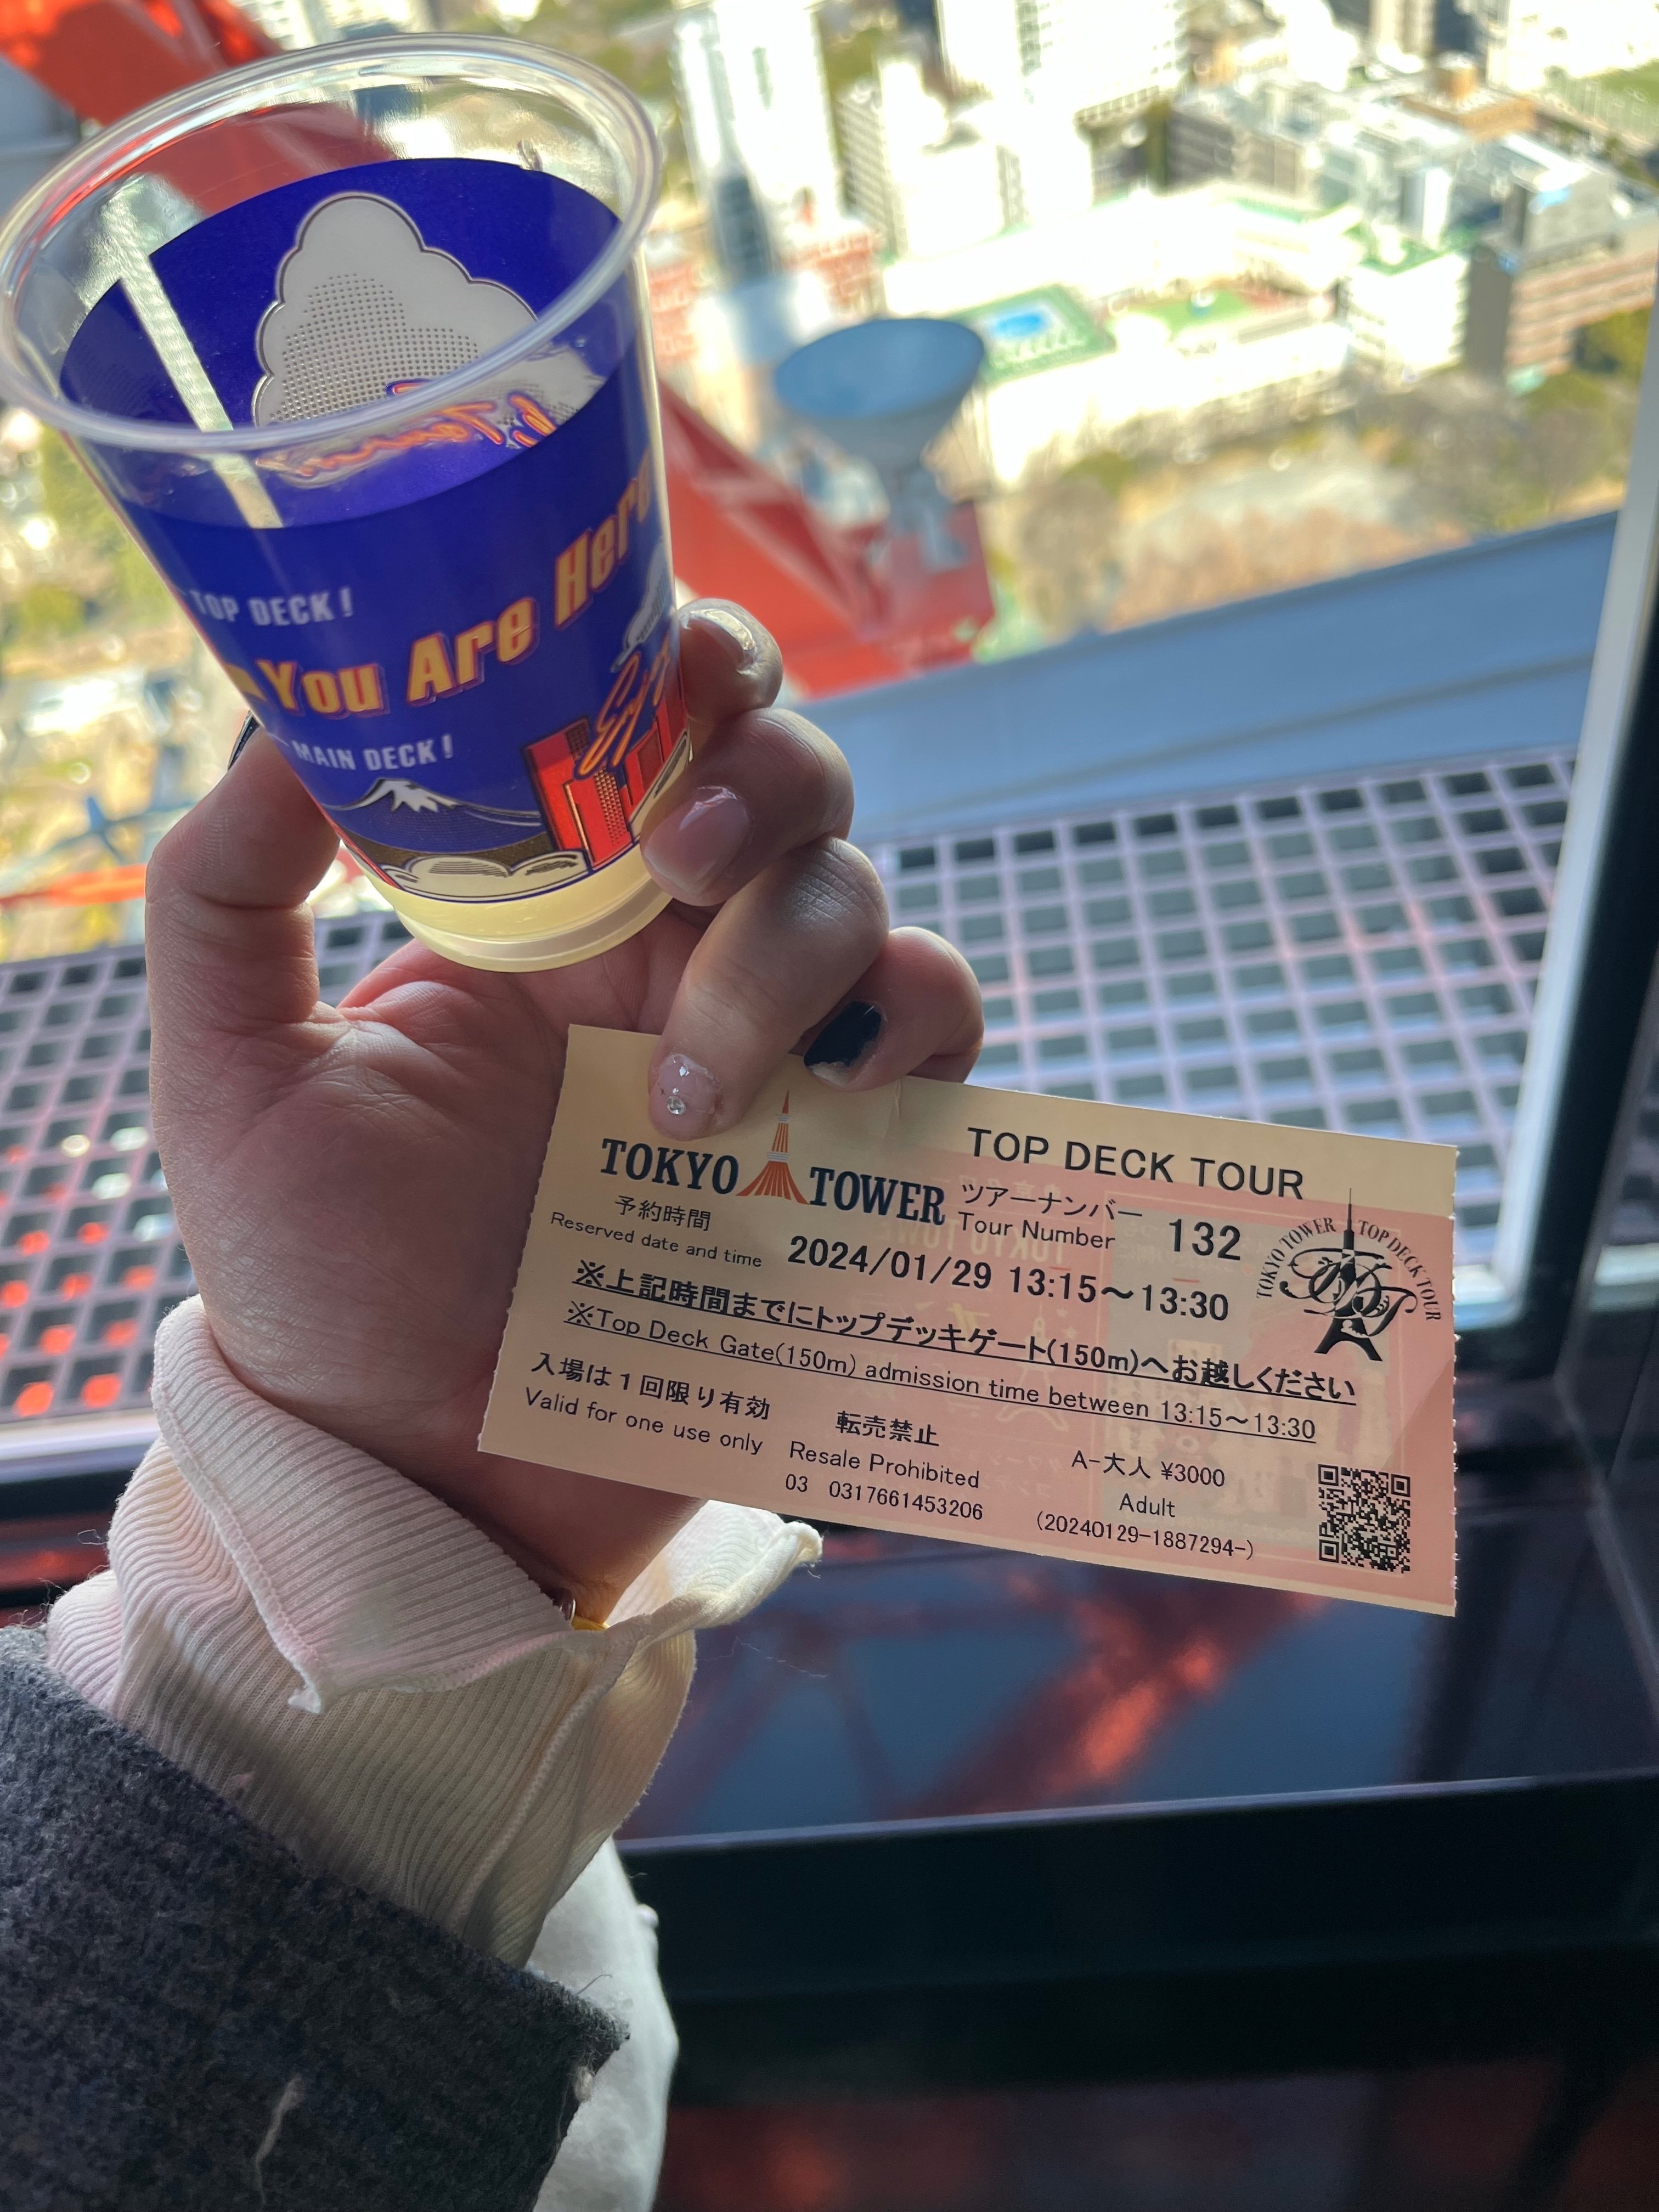 TOP DECK!
You Are Here
MAIN DECK!
Enjoy
TOKYO TOWER
TOP DECK TOUR
ツアーナンバー
Tour Number 132
予約時間
Reserved date and time 2024/01/29 13:15～13:30
※上記時間までにトップデッキゲート(150m)へお越しください
※Top Deck Gate(150m) admission time between 13:15～13:30
入場は1回限り有効
Valid for one use only
転売禁止
Resale Prohibited
03 0317661453206
A-大人 ¥3000
Adult
(20240129-1887294-)
TOKYO TOWER TOP DECK TOUR